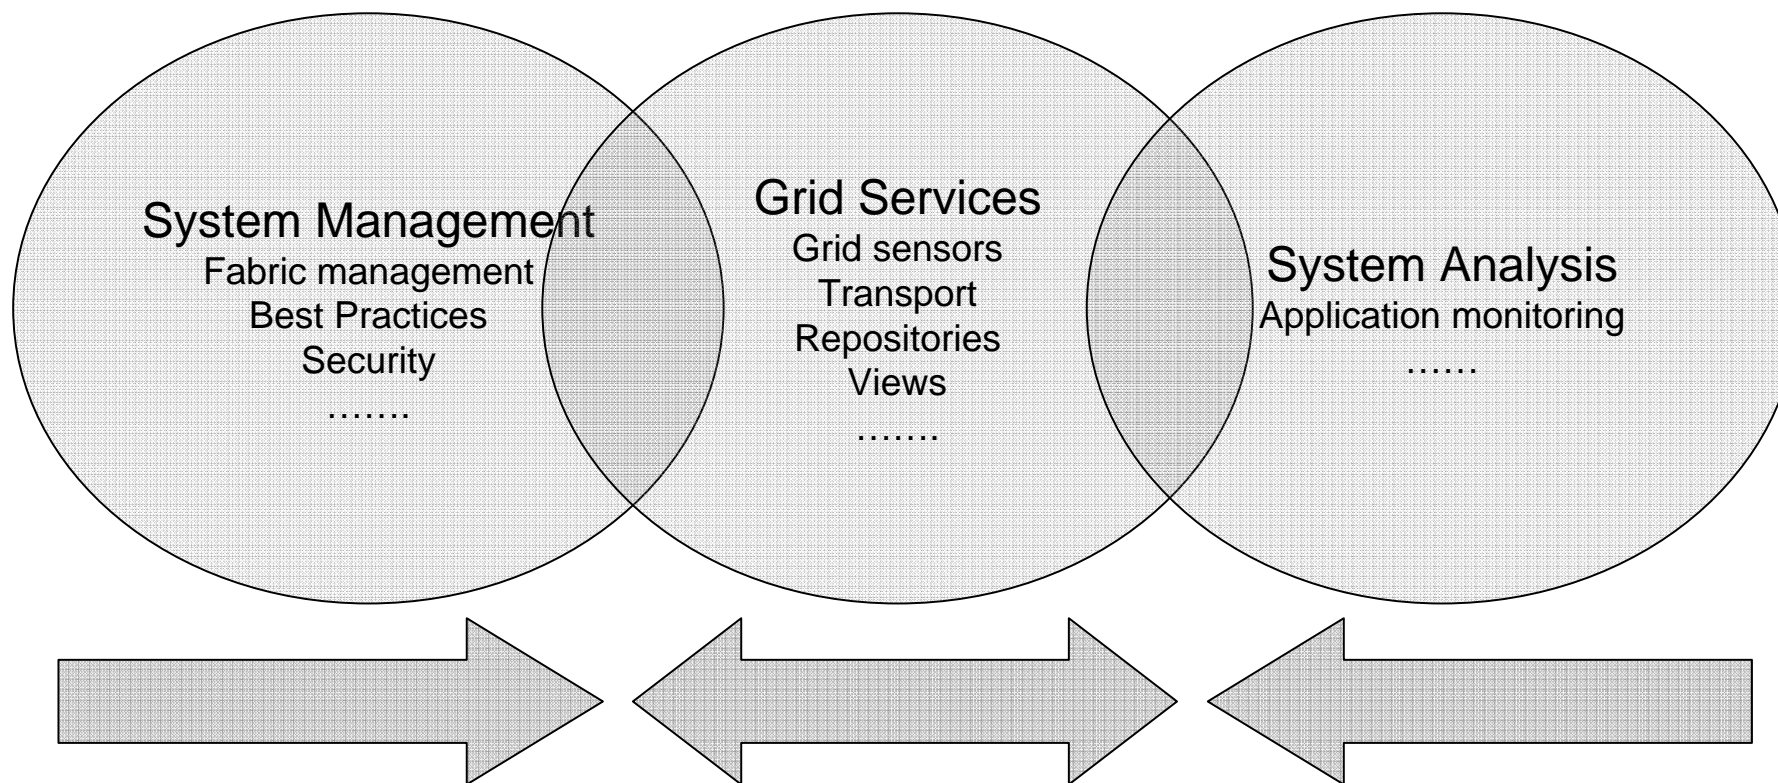 System Management
Fabric management
Best Practices
Security
.......
Grid Services
Grid sensors
Transport
Repositories
Views
.......
System Analysis
Application monitoring
......